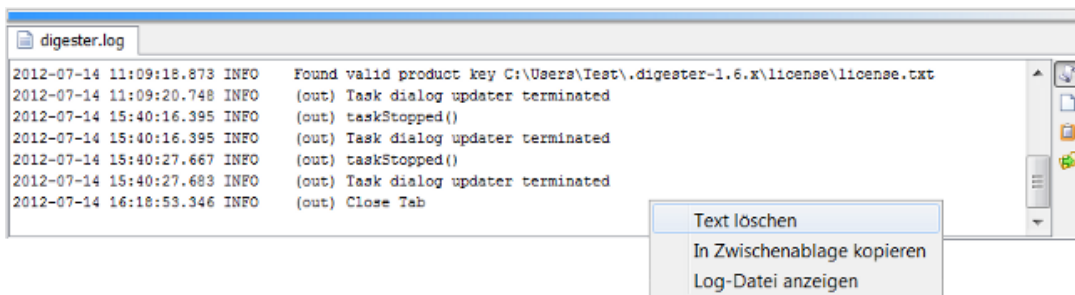 digester.log
2012-07-14 11:09:18.873 INFO Found valid product key C:\Users\Test\.digester-1.6.x\license\license.txt
2012-07-14 11:09:20.748 INFO (out) Task dialog updater terminated
2012-07-14 15:40:16.395 INFO (out) taskStopped()
2012-07-14 15:40:16.395 INFO (out) Task dialog updater terminated
2012-07-14 15:40:27.667 INFO (out) taskStopped()
2012-07-14 15:40:27.683 INFO (out) Task dialog updater terminated
2012-07-14 16:18:53.346 INFO (out) Close Tab
Text löschen
In Zwischenablage kopieren
Log-Datei anzeigen